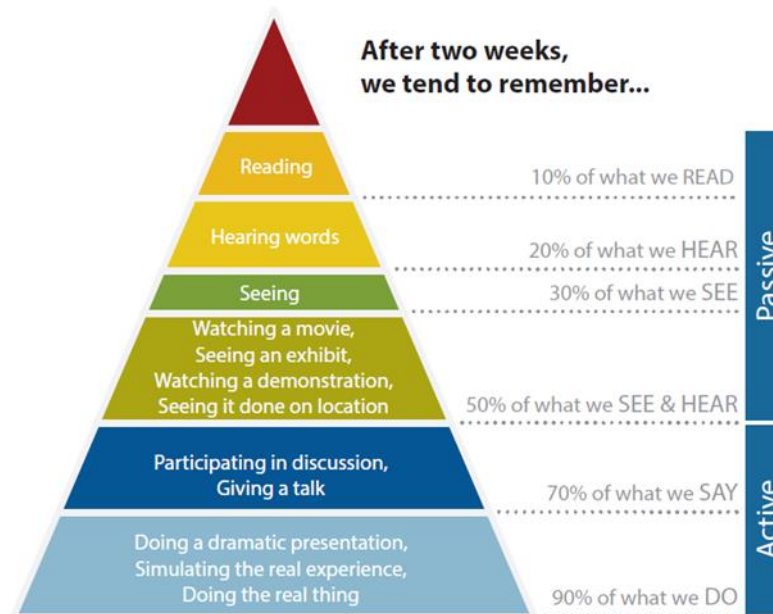 After two weeks,
we tend to remember...
Reading
10% of what we READ
Hearing words
20% of what we HEAR
Seeing
30% of what we SEE
Watching a movie,
Seeing an exhibit,
Watching a demonstration,
Seeing it done on location
50% of what we SEE & HEAR
Passive
Participating in discussion,
Giving a talk
70% of what we SAY
Doing a dramatic presentation,
Simulating the real experience,
Doing the real thing
90% of what we DO
Active